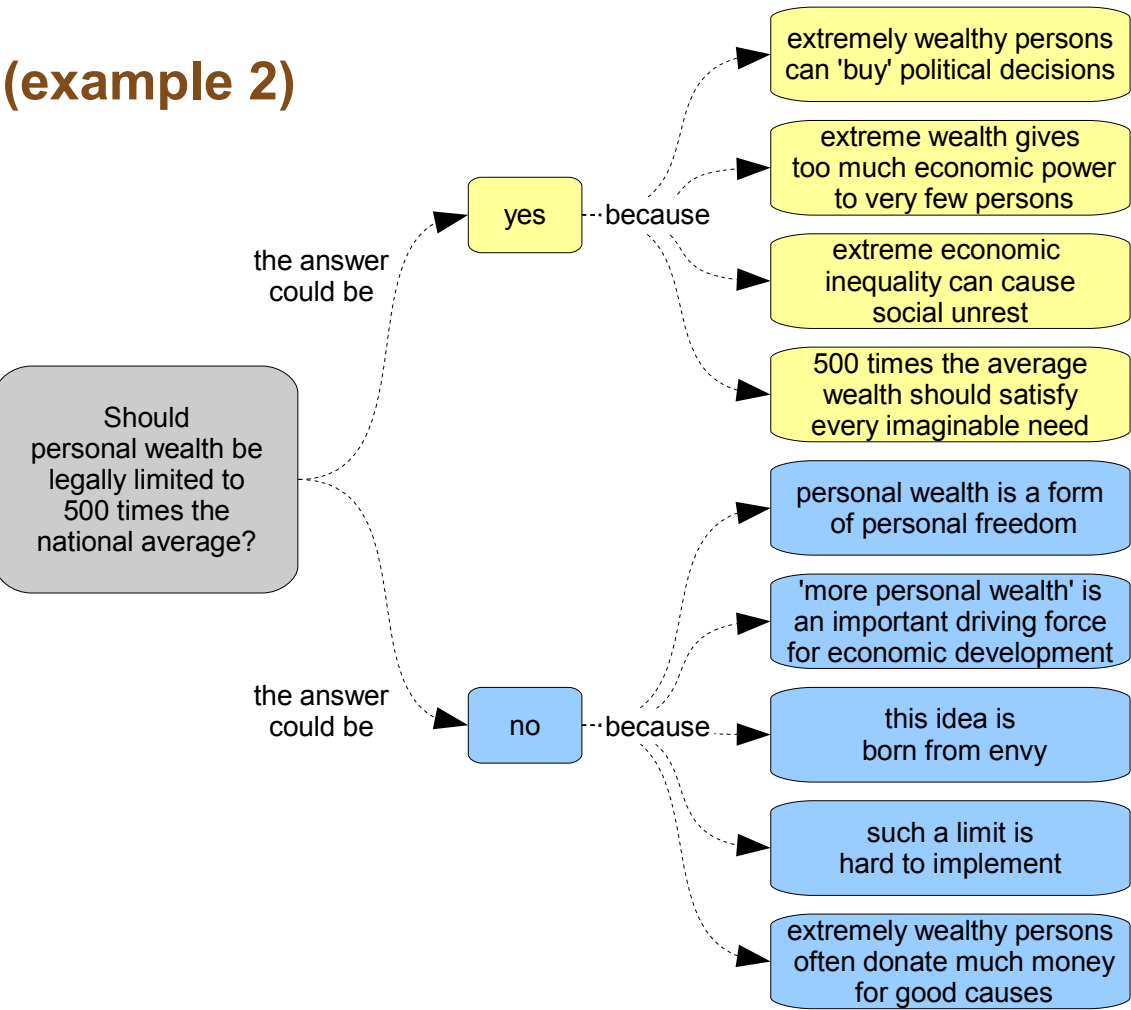 (example 2)
Should
personal wealth be
legally limited to
500 times the
national average?
the answer
could be
yes
because
extremely wealthy persons
can 'buy' political decisions
extreme wealth gives
too much economic power
to very few persons
extreme economic
inequality can cause
social unrest
500 times the average
wealth should satisfy
every imaginable need
the answer
could be
no
because
personal wealth is a form
of personal freedom
'more personal wealth' is
an important driving force
for economic development
this idea is
born from envy
such a limit is
hard to implement
extremely wealthy persons
often donate much money
for good causes